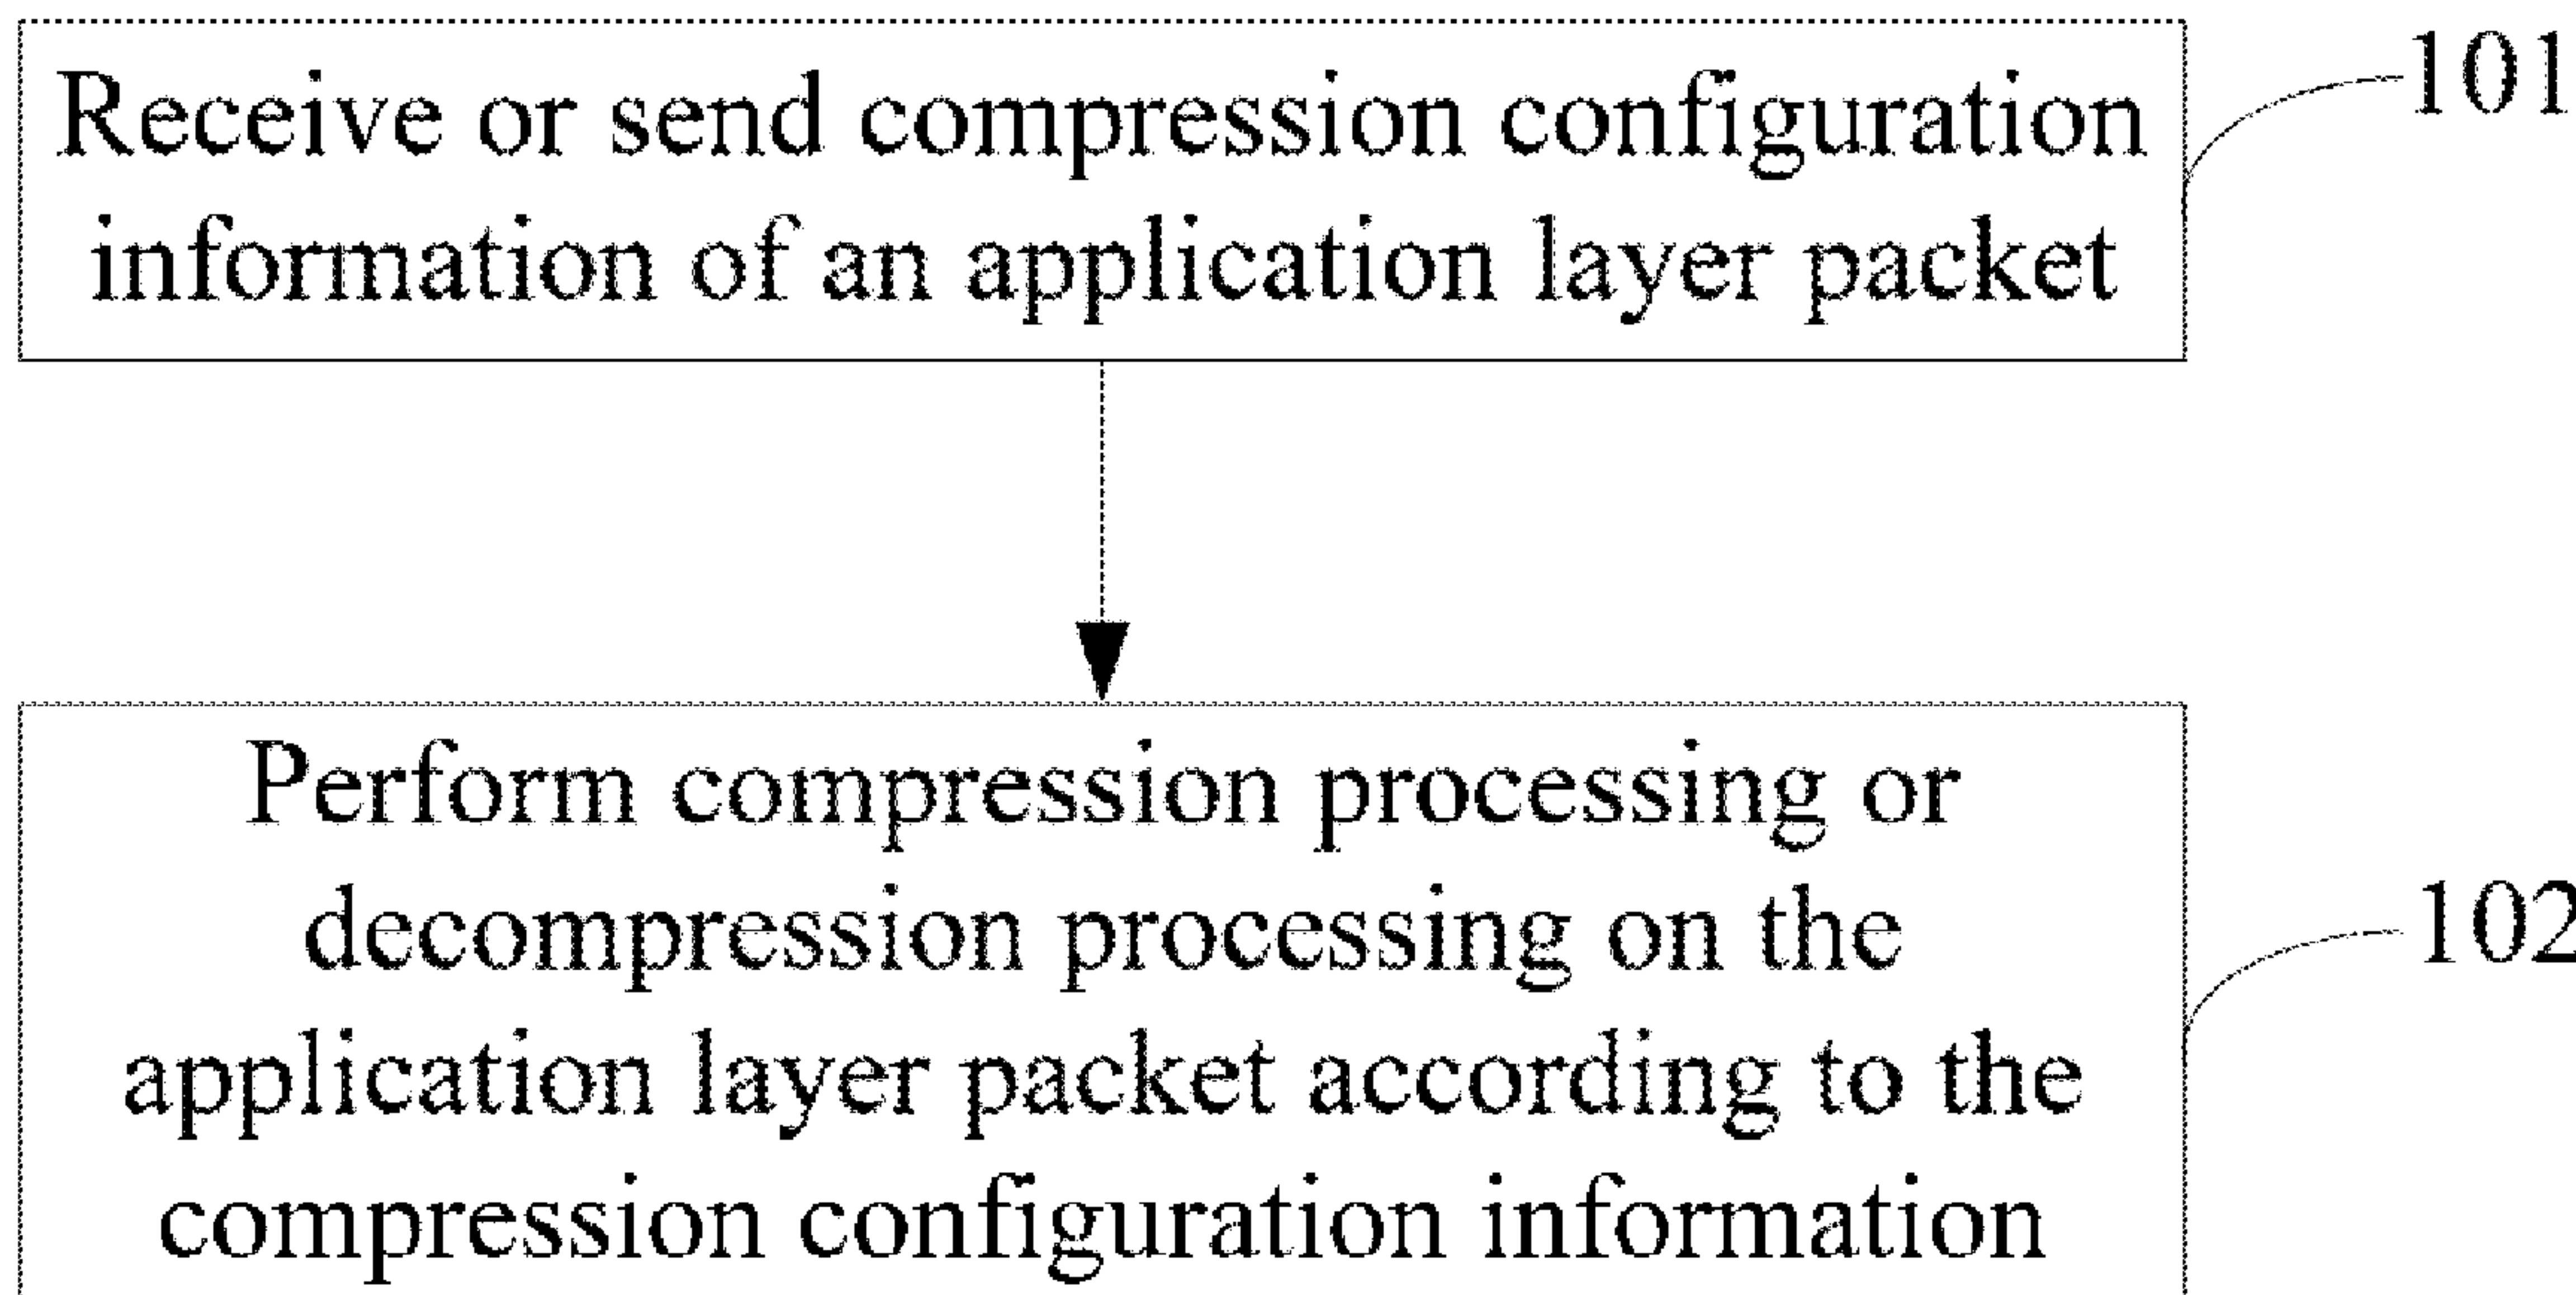 Receive or send compression configuration
information of an application layer packet
101
Perform compression processing or
decompression processing on the
application layer packet according to the
compression configuration information
102